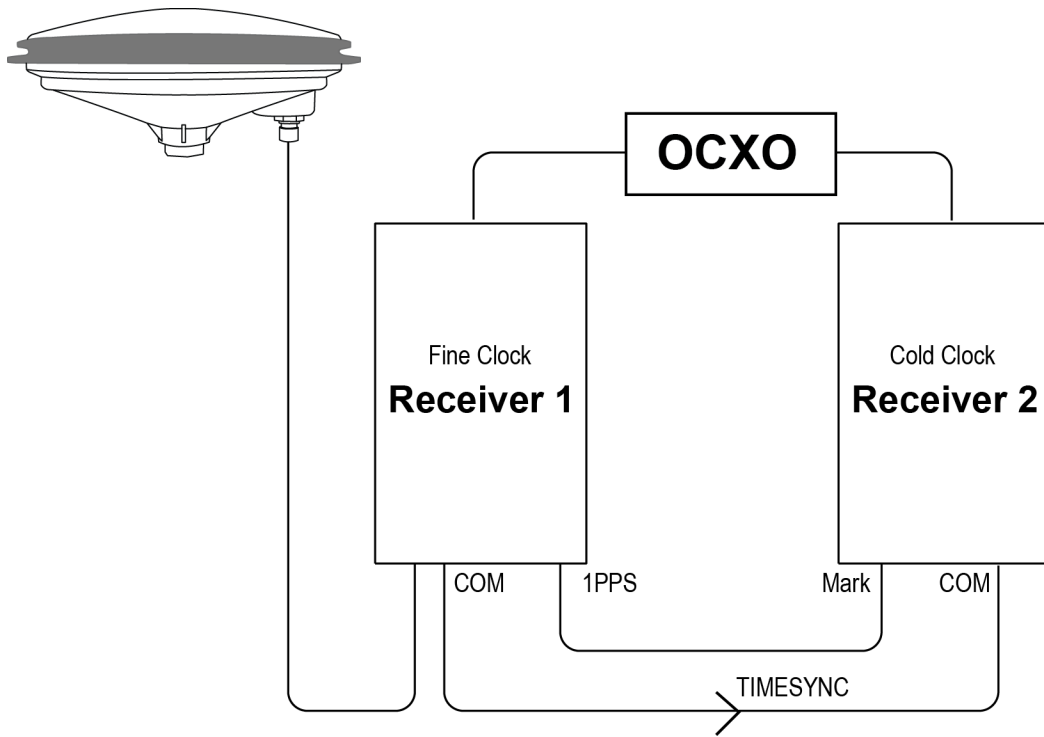 OCXO
Fine Clock
Receiver 1
Cold Clock
Receiver 2
COM
1PPS
Mark
COM
TIMESYNC